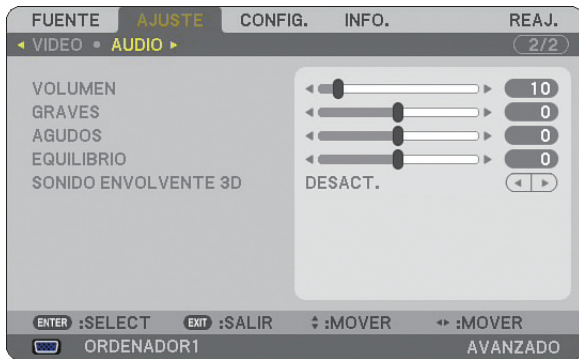 FUENTE AJUSTE CONFIG. INFO. REAJ.
VIDEO AUDIO 2/2
VOLUMEN 10
GRAVES 0
AGUDOS 0
EQUILIBRIO 0
SONIDO ENVOLVENTE 3D DESACT.
ENTER :SELECT EXIT :SALIR :MOVER :MOVER
ORDENADOR1 AVANZADO